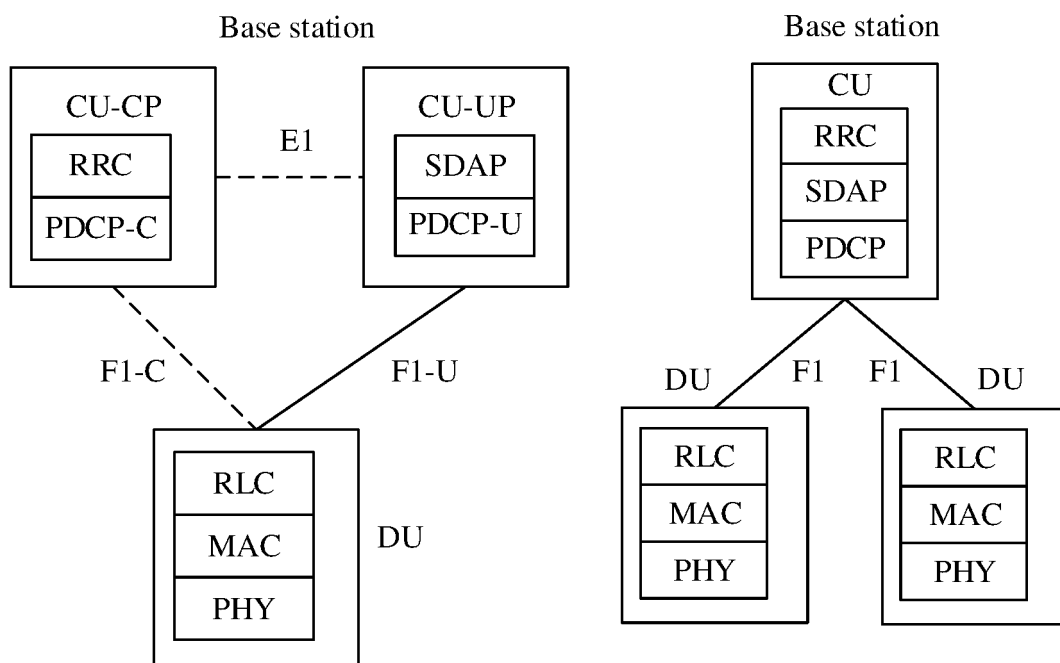 Base station
CU-CP
RRC
PDCP-C
E1
CU-UP
SDAP
PDCP-U
F1-C
F1-U
RLC
MAC
PHY
DU
Base station
CU
RRC
SDAP
PDCP
F1
F1
DU
RLC
MAC
PHY
DU
RLC
MAC
PHY